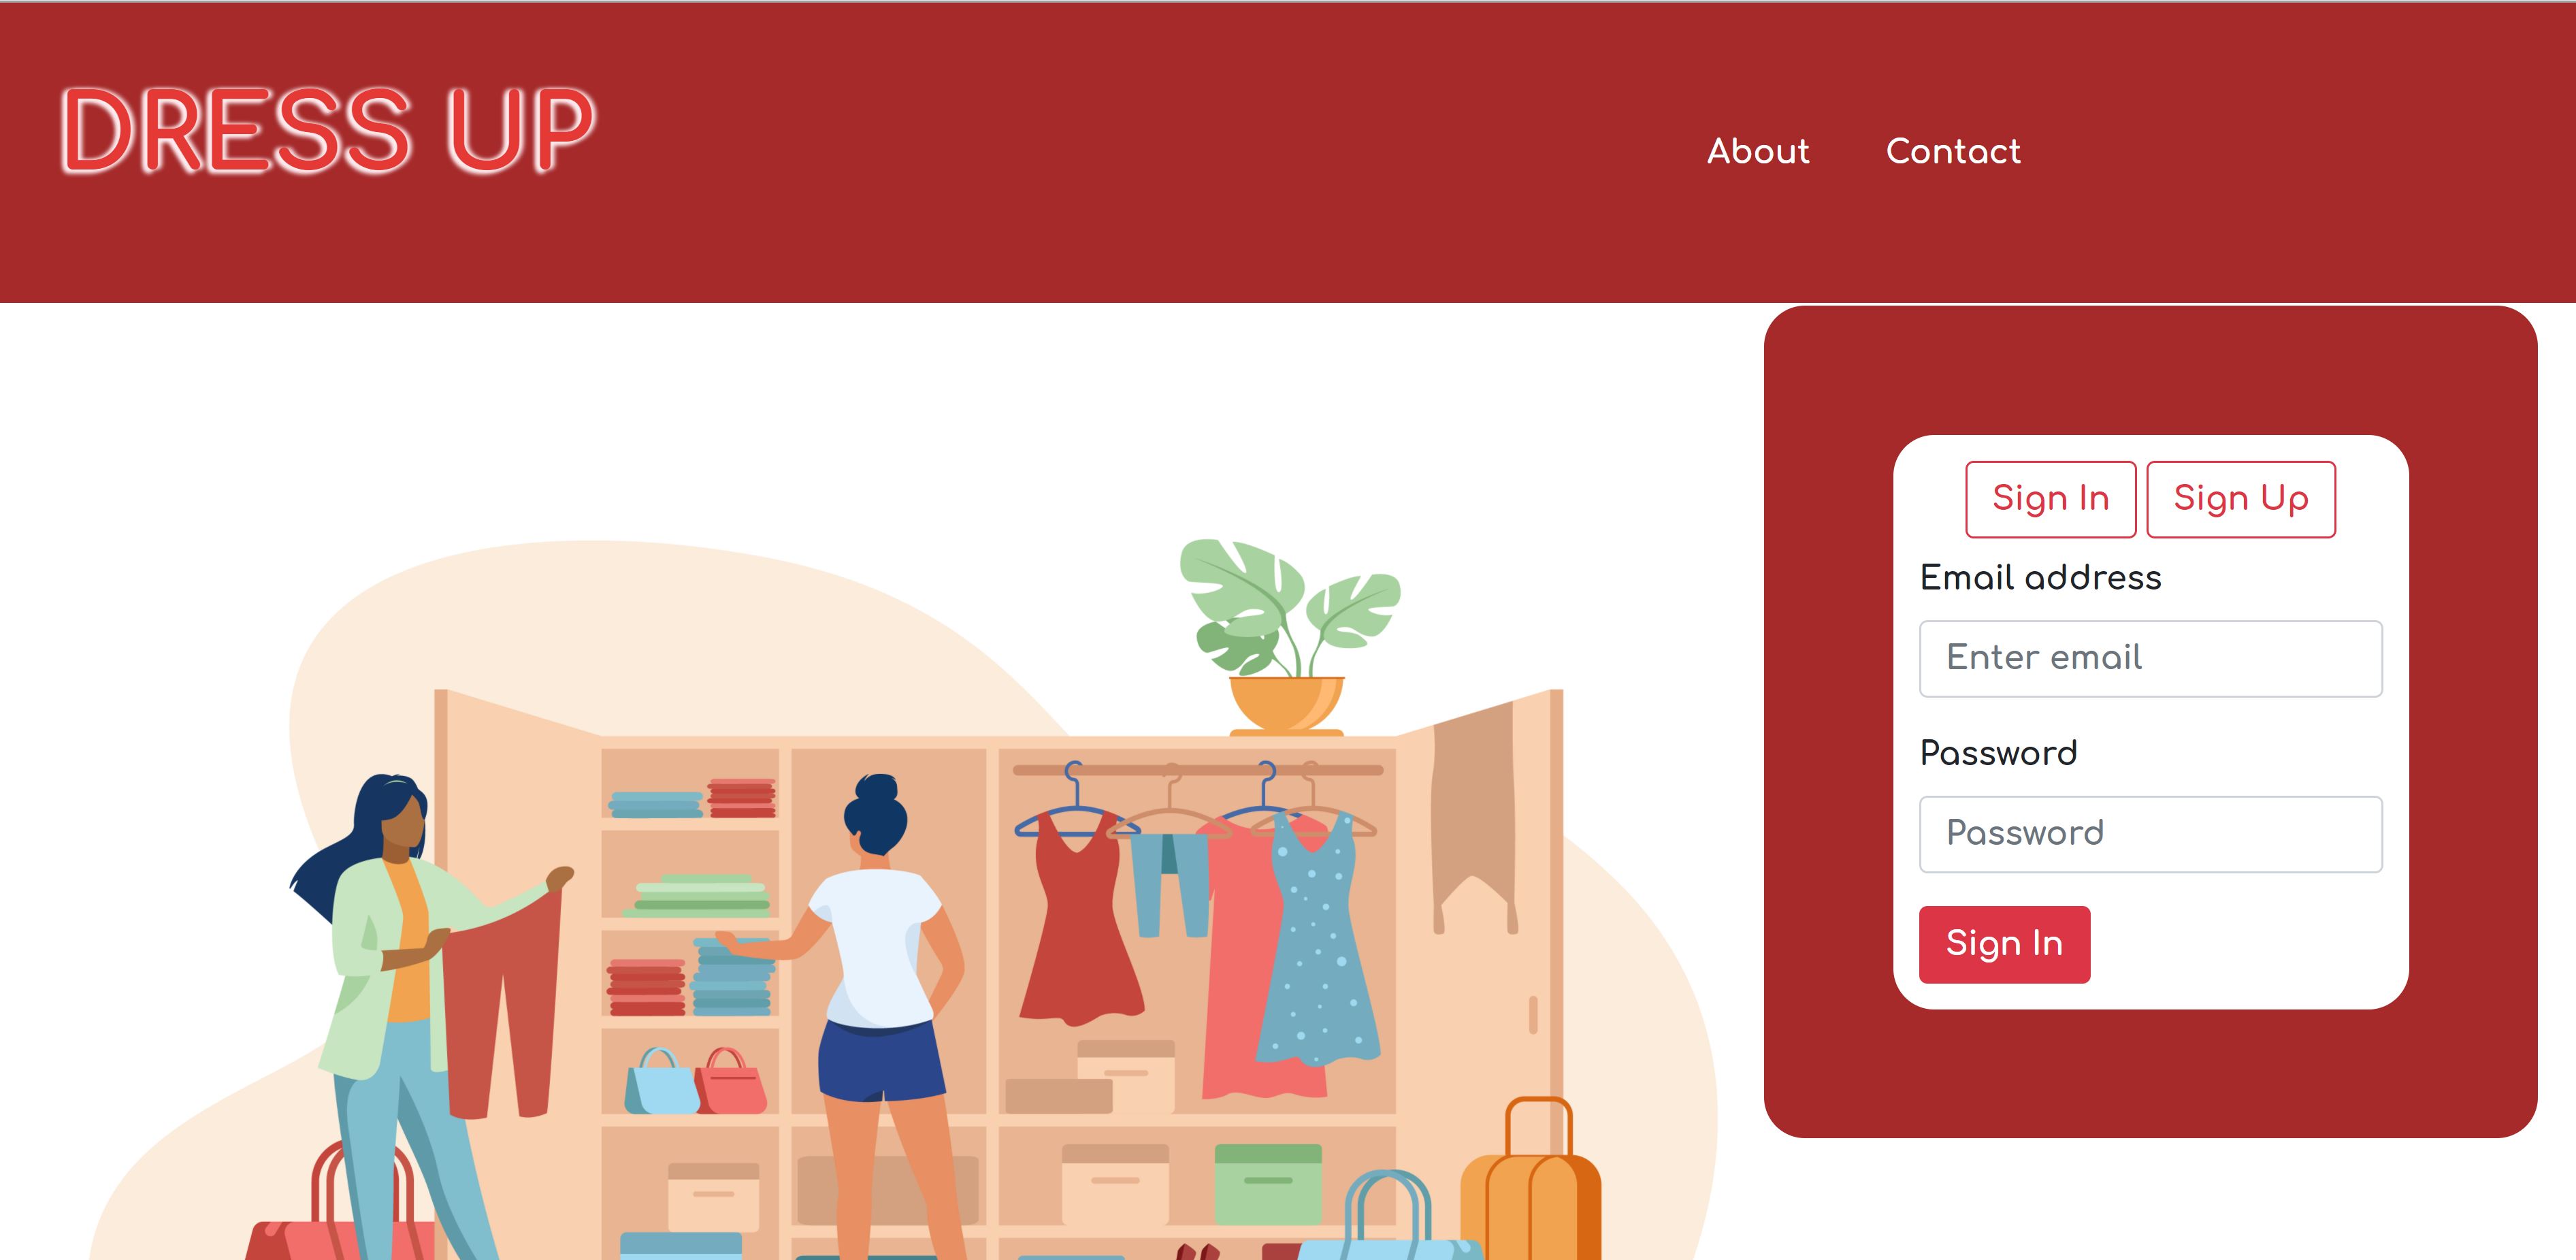 DRESS UP
About Contact
Sign In Sign Up
Email address
Enter email
Password
Password
Sign In